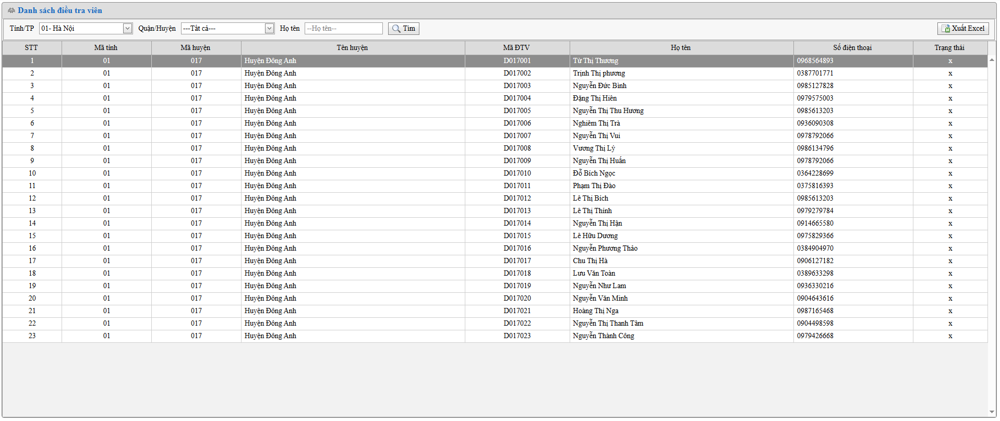 Danh sách điều tra viên
Tỉnh/TP 01- Hà Nội Quận/Huyện ---Tất cả--- Họ tên --Họ tên-- Tìm Xuất Excel
STT Mã tỉnh Mã huyện Tên huyện Mã ĐTV Họ tên Số điện thoại Trạng thái
1 01 017 Huyện Đông Anh D017001 Từ Thị Thương 0968564893 x
2 01 017 Huyện Đông Anh D017002 Trịnh Thị phương 0387701771 x
3 01 017 Huyện Đông Anh D017003 Nguyễn Đức Bình 0985127828 x
4 01 017 Huyện Đông Anh D017004 Đặng Thị Hiên 0979575003 x
5 01 017 Huyện Đông Anh D017005 Nguyễn Thị Thu Hương 0985613203 x
6 01 017 Huyện Đông Anh D017006 Nghiêm Thị Trà 0936090308 x
7 01 017 Huyện Đông Anh D017007 Nguyễn Thị Vui 0978792066 x
8 01 017 Huyện Đông Anh D017008 Vương Thị Lý 0986134796 x
9 01 017 Huyện Đông Anh D017009 Nguyễn Thị Huấn 0978792066 x
10 01 017 Huyện Đông Anh D017010 Đỗ Bích Ngọc 0364228699 x
11 01 017 Huyện Đông Anh D017011 Phạm Thị Đào 0375816393 x
12 01 017 Huyện Đông Anh D017012 Lê Thị Bích 0985613203 x
13 01 017 Huyện Đông Anh D017013 Lê Thị Thính 0979279784 x
14 01 017 Huyện Đông Anh D017014 Nguyễn Thị Hận 0914665580 x
15 01 017 Huyện Đông Anh D017015 Lê Hữu Dương 0975829366 x
16 01 017 Huyện Đông Anh D017016 Nguyễn Phương Thảo 0384904970 x
17 01 017 Huyện Đông Anh D017017 Chu Thị Hà 0906127182 x
18 01 017 Huyện Đông Anh D017018 Lưu Văn Toàn 0389633298 x
19 01 017 Huyện Đông Anh D017019 Nguyễn Như Lam 0936330216 x
20 01 017 Huyện Đông Anh D017020 Nguyễn Văn Minh 0904643616 x
21 01 017 Huyện Đông Anh D017021 Hoàng Thị Nga 0987165468 x
22 01 017 Huyện Đông Anh D017022 Nguyễn Thị Thanh Tâm 0904498598 x
23 01 017 Huyện Đông Anh D017023 Nguyễn Thành Công 0979426668 x